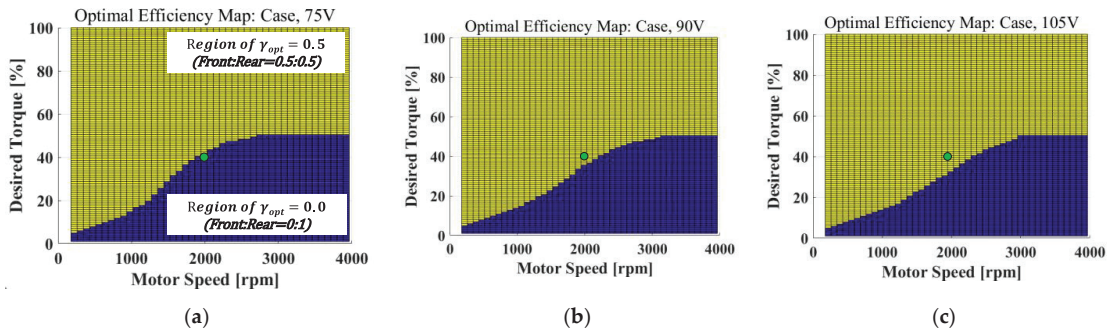 Optimal Efficiency Map: Case, 75V
100
80
60
40
20
0
Desired Torque [%]
Region of γopt = 0.5
(Front:Rear=0.5:0.5)
Region of γopt = 0.0
(Front:Rear=0:1)
0 1000 2000 3000 4000
Motor Speed [rpm]
(a)
Optimal Efficiency Map: Case, 90V
100
80
60
40
20
0
Desired Torque [%]
0 1000 2000 3000 4000
Motor Speed [rpm]
(b)
Optimal Efficiency Map: Case, 105V
100
80
60
40
20
0
Desired Torque [%]
0 1000 2000 3000 4000
Motor Speed [rpm]
(c)